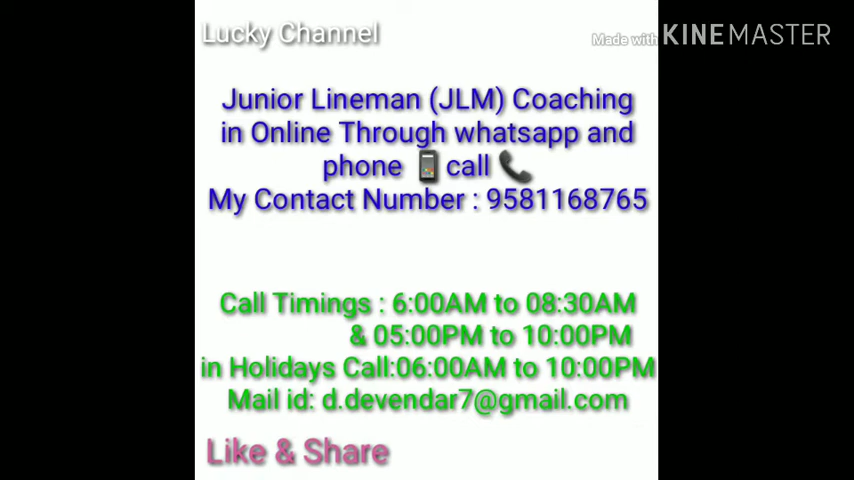 Lucky Channel
Made with KINEMASTER
Junior Lineman (JLM) Coaching
in Online Through whatsapp and
phone 📱call 📞
My Contact Number : 9581168765
Call Timings : 6:00AM to 08:30AM
& 05:00PM to 10:00PM
in Holidays Call:06:00AM to 10:00PM
Mail id: d.devendar7@gmail.com
Like & Share